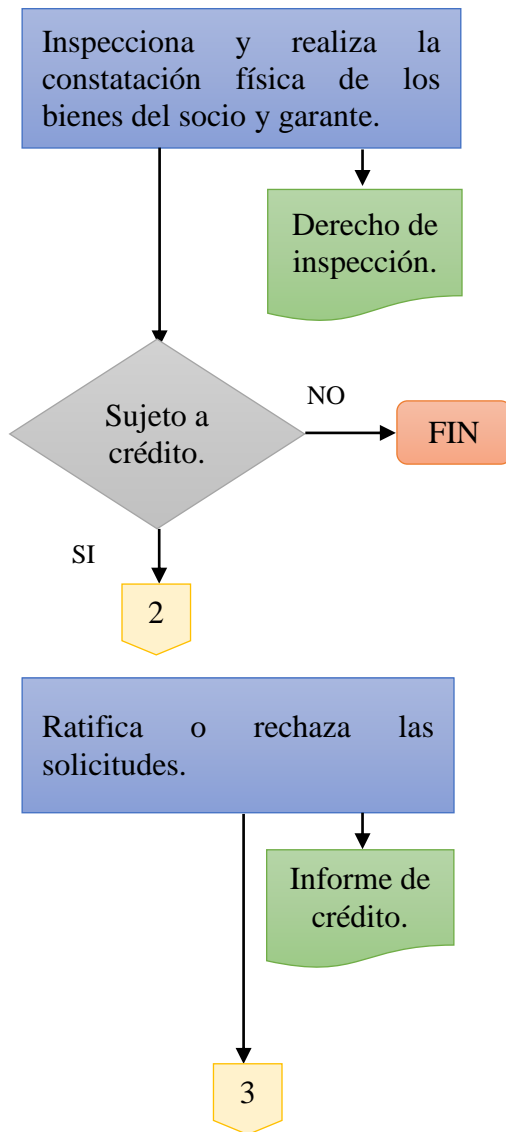 Inspecciona y realiza la
constatación física de los
bienes del socio y garante.
Derecho de
inspección.
Sujeto a
crédito.
NO
FIN
SI
2
Ratifica o rechaza las
solicitudes.
Informe de
crédito.
3